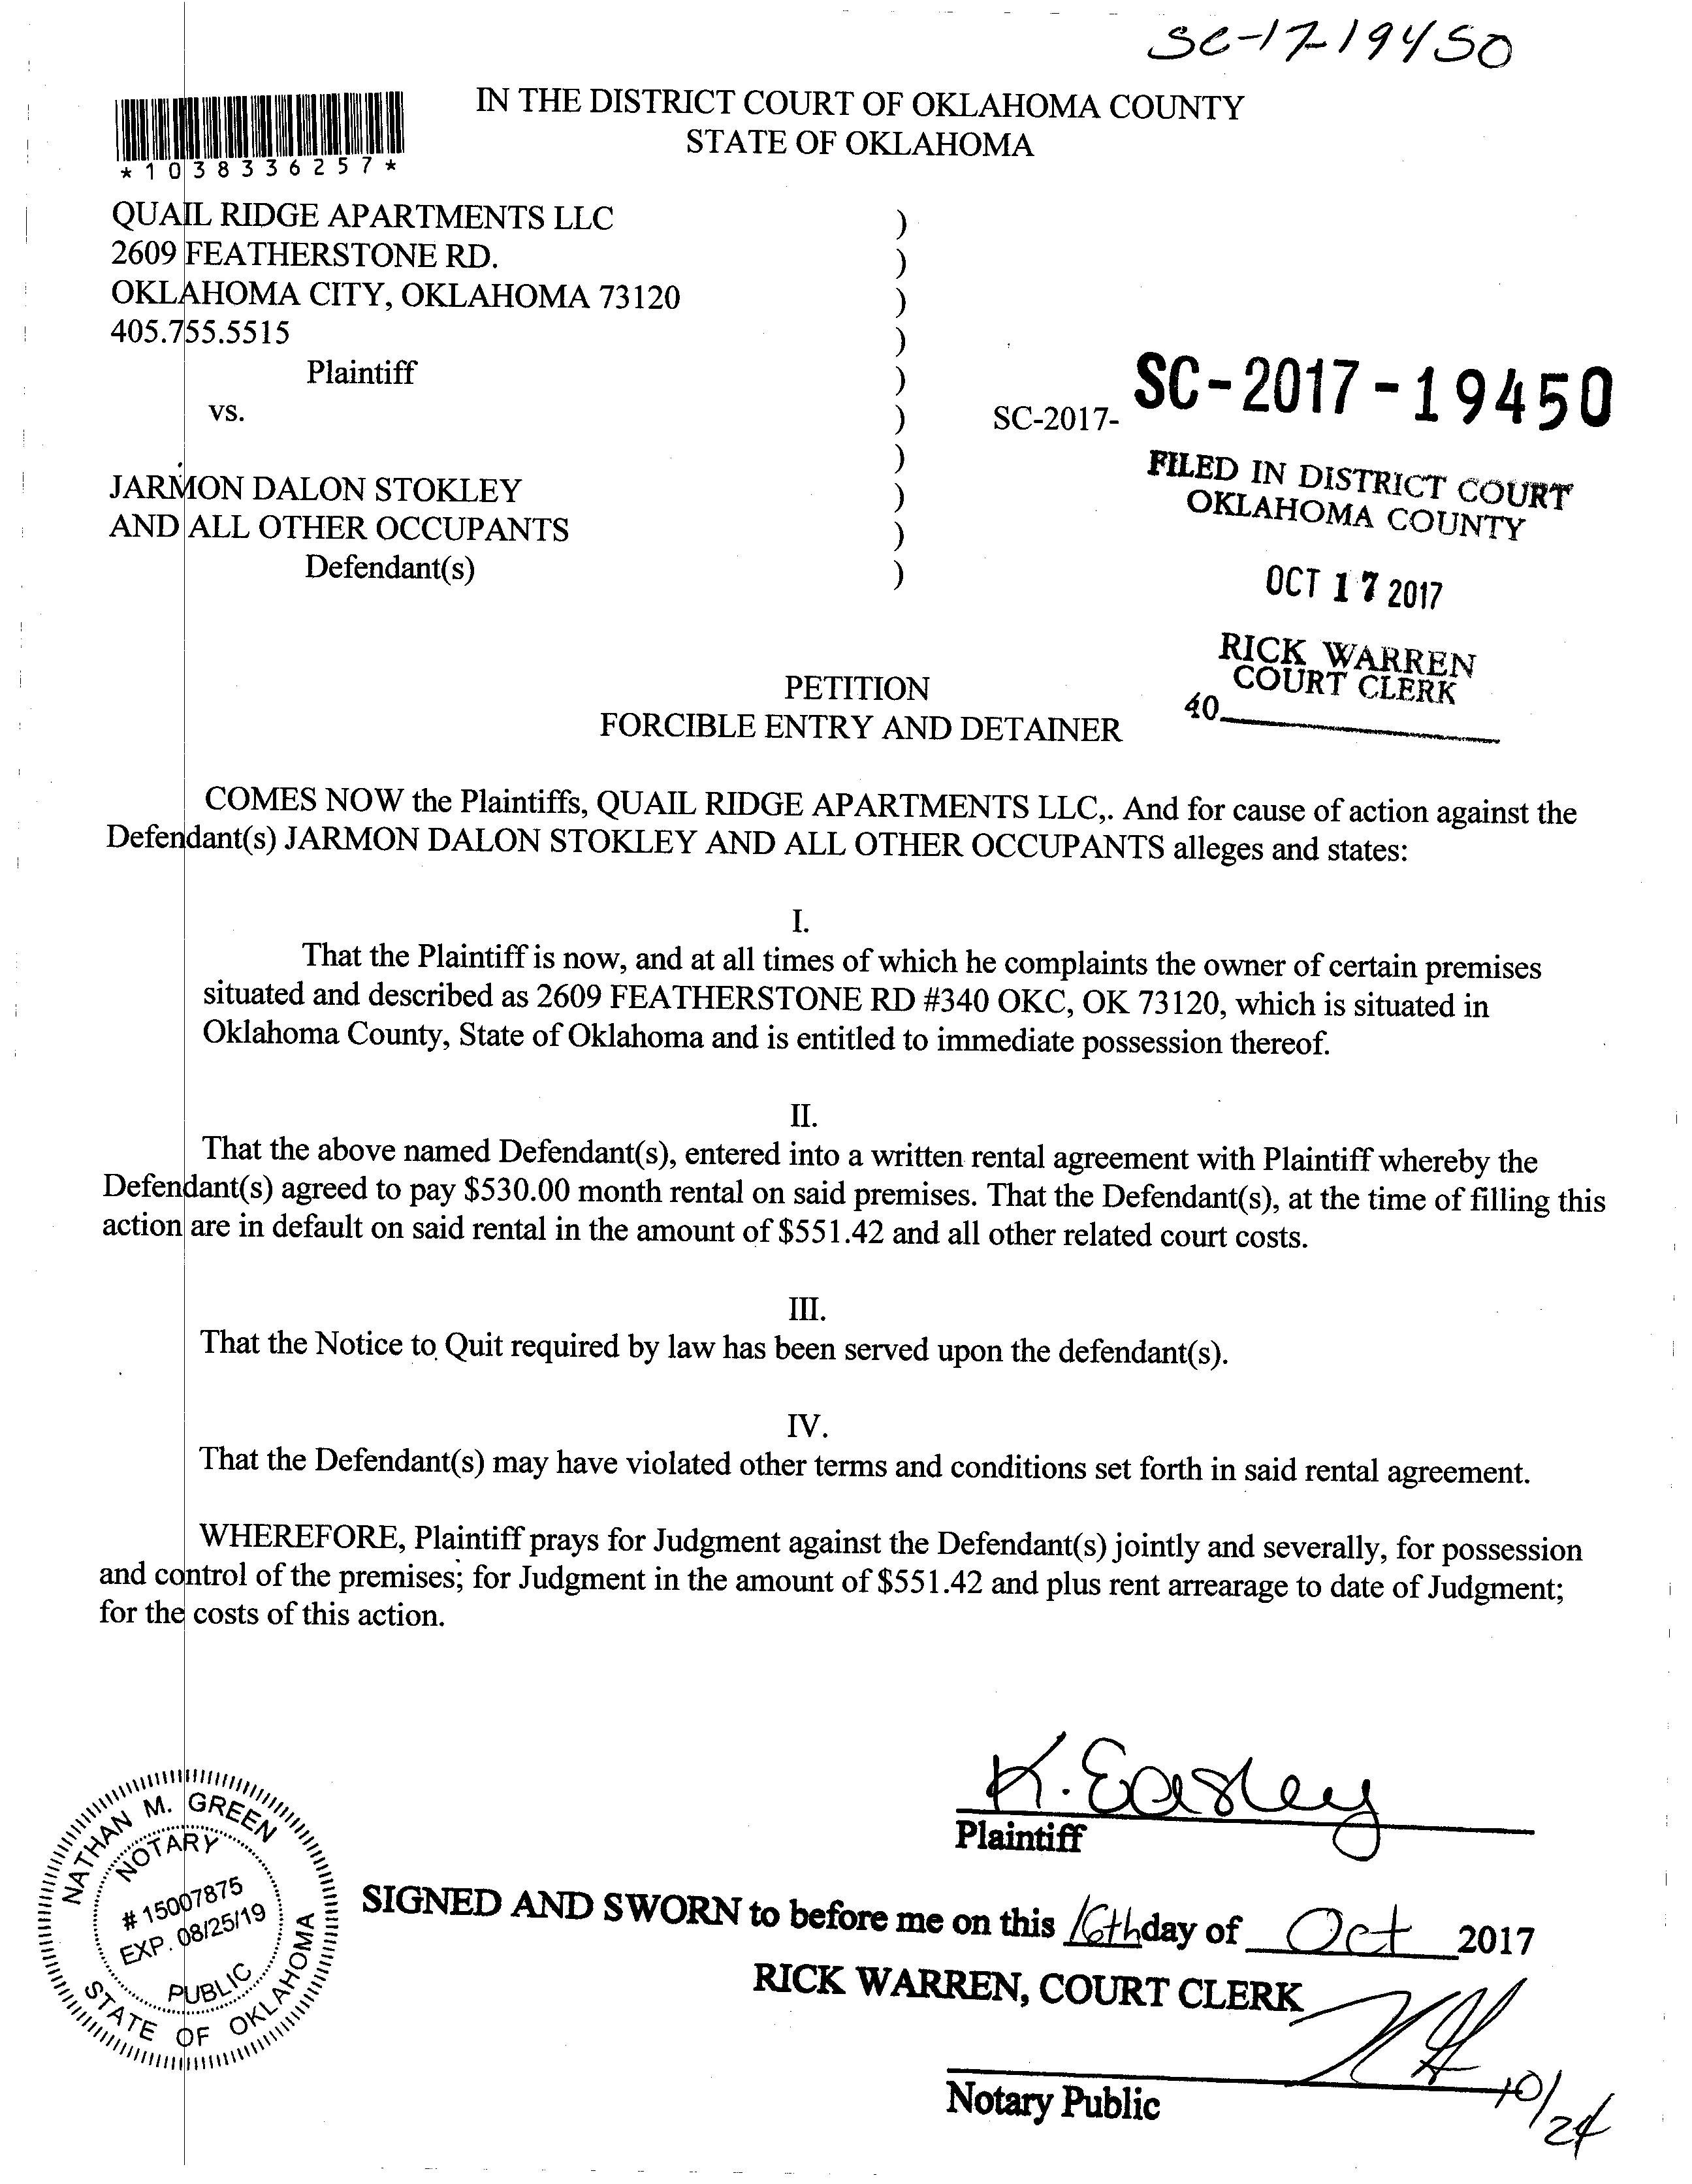 SC-17-19450
IN THE DISTRICT COURT OF OKLAHOMA COUNTY
STATE OF OKLAHOMA
*1038336257*
QUAIL RIDGE APARTMENTS LLC )
2609 FEATHERSTONE RD. )
OKLAHOMA CITY, OKLAHOMA 73120 )
405.755.5515 )
Plaintiff )
vs. ) SC-2017- SC-2017-19450
)
JARMON DALON STOKLEY )
AND ALL OTHER OCCUPANTS )
Defendant(s) )
FILED IN DISTRICT COURT
OKLAHOMA COUNTY
OCT 17 2017
RICK WARREN
COURT CLERK
40
PETITION
FORCIBLE ENTRY AND DETAINER
COMES NOW the Plaintiffs, QUAIL RIDGE APARTMENTS LLC,. And for cause of action against the
Defendant(s) JARMON DALON STOKLEY AND ALL OTHER OCCUPANTS alleges and states:
I.
That the Plaintiff is now, and at all times of which he complaints the owner of certain premises
situated and described as 2609 FEATHERSTONE RD #340 OKC, OK 73120, which is situated in
Oklahoma County, State of Oklahoma and is entitled to immediate possession thereof.
II.
That the above named Defendant(s), entered into a written rental agreement with Plaintiff whereby the
Defendant(s) agreed to pay $530.00 month rental on said premises. That the Defendant(s), at the time of filling this
action are in default on said rental in the amount of $551.42 and all other related court costs.
III.
That the Notice to Quit required by law has been served upon the defendant(s).
IV.
That the Defendant(s) may have violated other terms and conditions set forth in said rental agreement.
WHEREFORE, Plaintiff prays for Judgment against the Defendant(s) jointly and severally, for possession
and control of the premises; for Judgment in the amount of $551.42 and plus rent arrearage to date of Judgment;
for the costs of this action.
K. Easley
Plaintiff
NATHAN M. GREEN
NOTARY
# 15007875
EXP. 08/25/19
PUBLIC
STATE OF OKLAHOMA
SIGNED AND SWORN to before me on this 16th day of Oct 2017
RICK WARREN, COURT CLERK
Notary Public
10/24